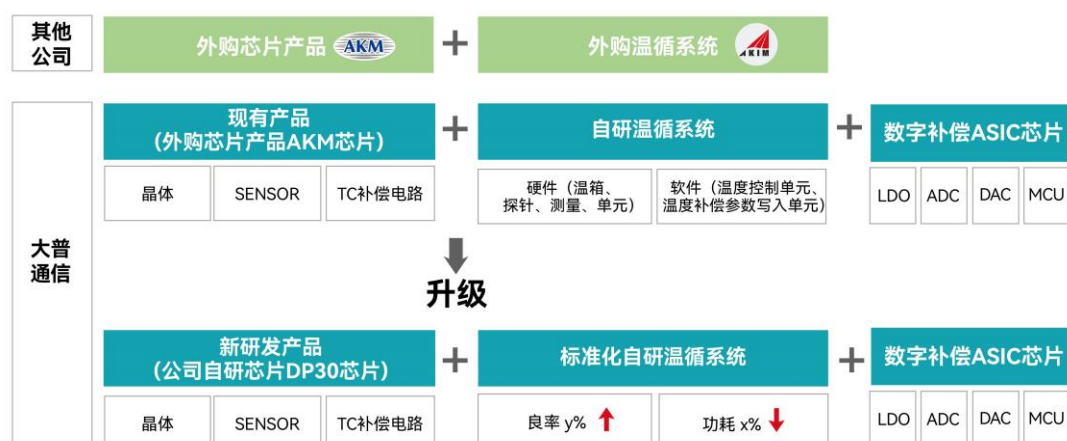 其他
公司
外购芯片产品 AKM
+
外购温循系统 AKIM
大普
通信
现有产品
(外购芯片产品AKM芯片)
+
自研温循系统
+
数字补偿ASIC芯片
晶体
SENSOR
TC补偿电路
硬件（温箱、
探针、测量、单元)
软件（温度控制单元、
温度补偿参数写入单元)
LDO
ADC
DAC
MCU
升级
新研发产品
(公司自研芯片DP30芯片)
+
标准化自研温循系统
+
数字补偿ASIC芯片
晶体
SENSOR
TC补偿电路
良率 y%
功耗 x%
LDO
ADC
DAC
MCU